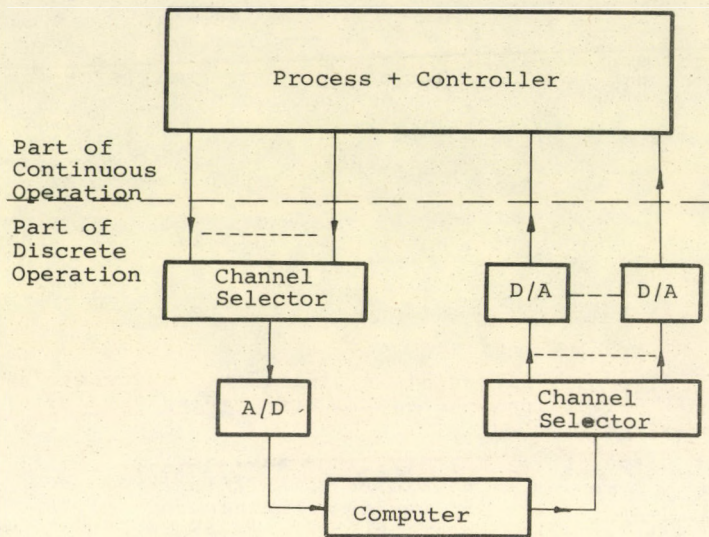 Process + Controller
Part of
Continuous
Operation
Part of
Discrete
Operation
Channel
Selector
D/A
D/A
A/D
Channel
Selector
Computer